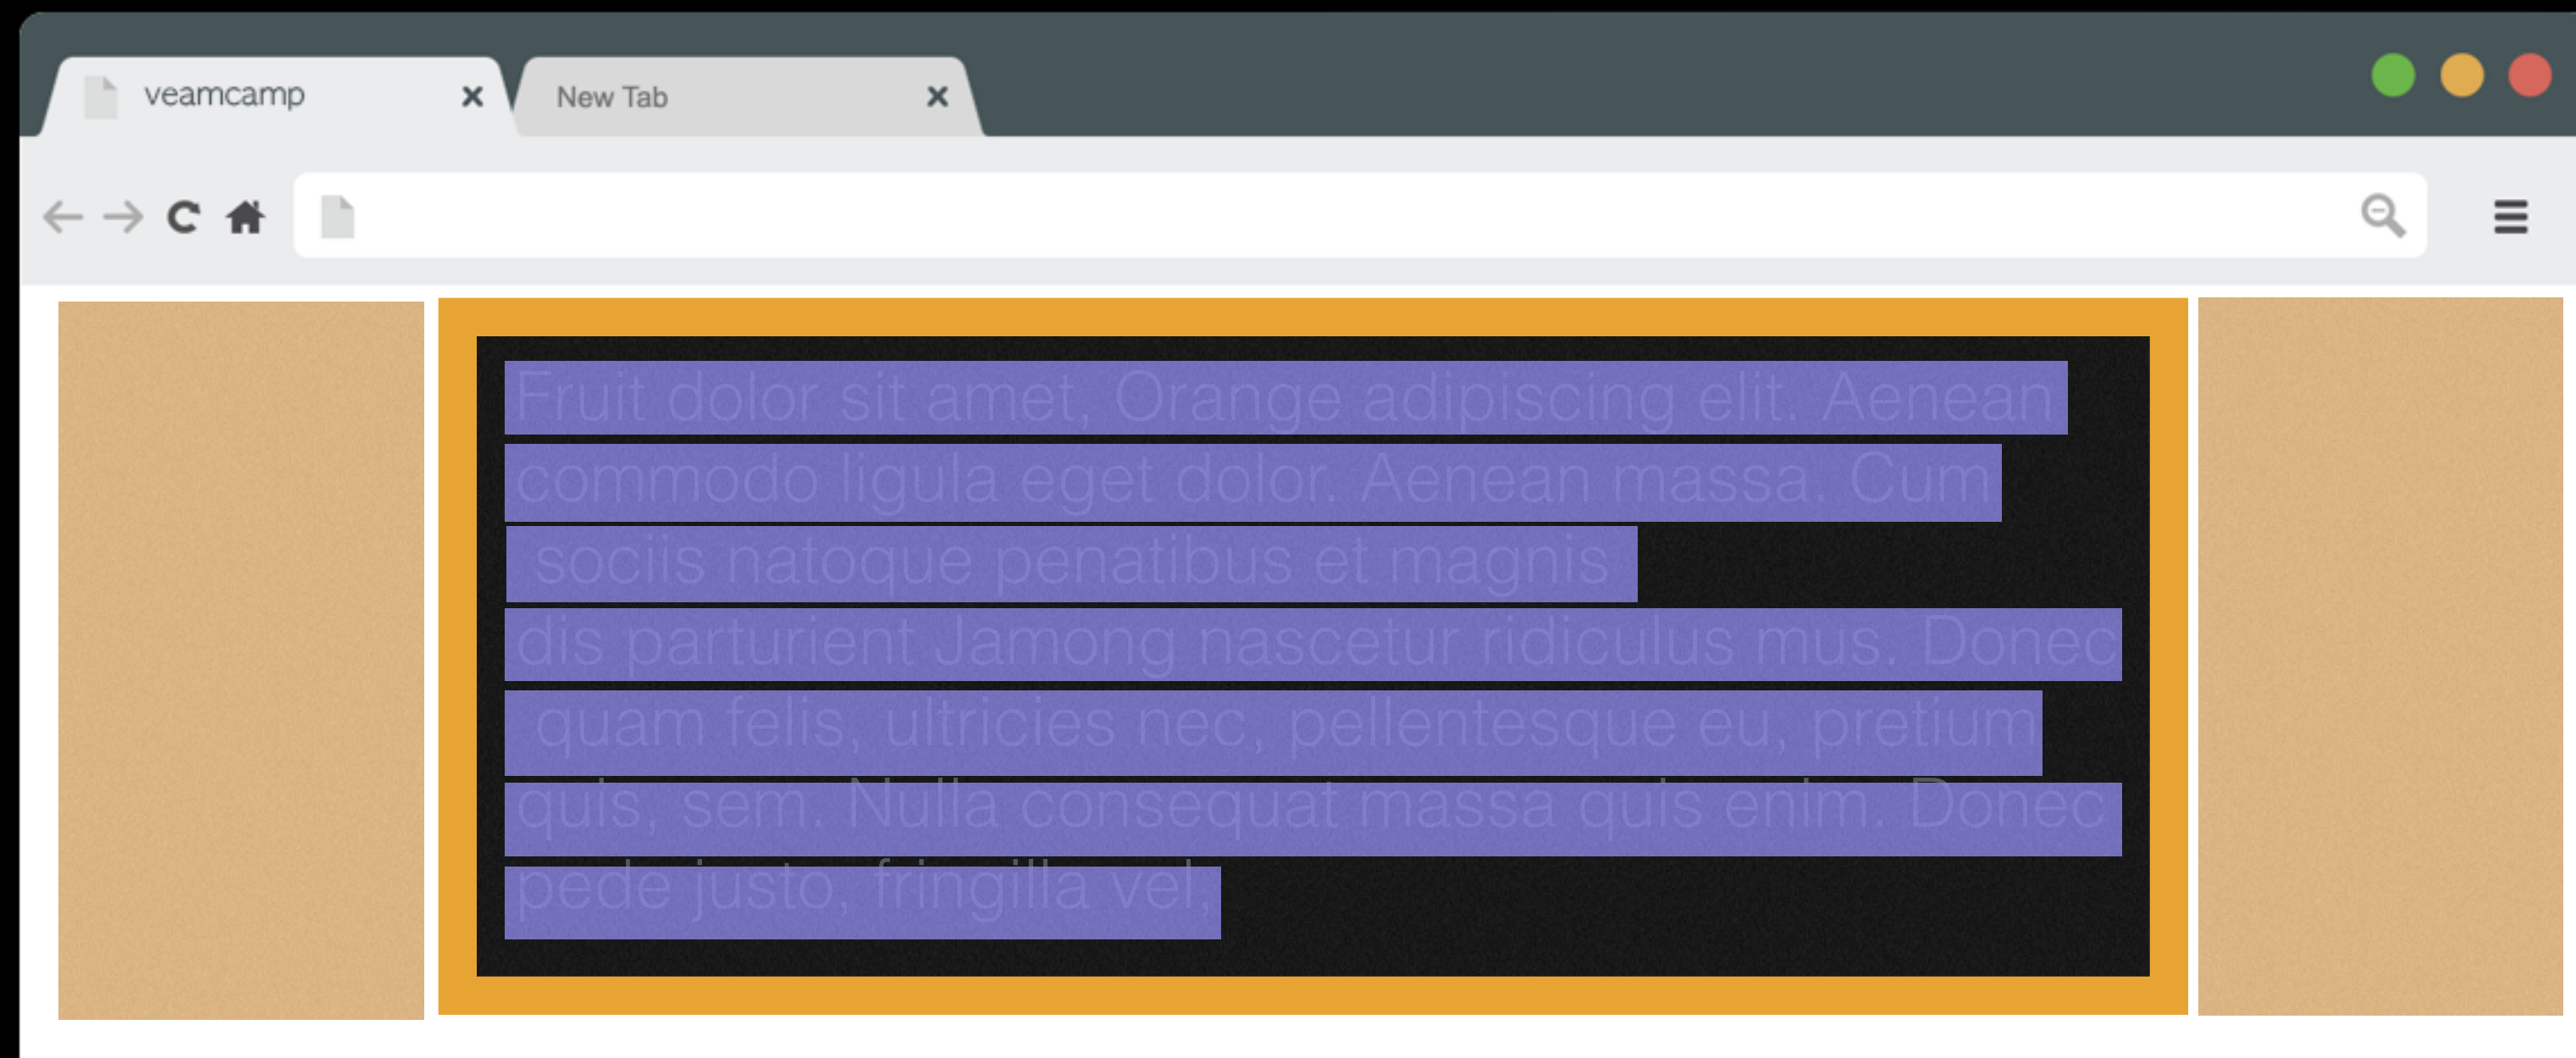 veamcamp
New Tab
Fruit dolor sit amet, Orange adipiscing elit. Aenean
commodo ligula eget dolor. Aenean massa. Cum
sociis natoque penatibus et magnis
dis parturient Jamong nascetur ridiculus mus. Donec
quam felis, ultricies nec, pellentesque eu, pretium
quis, sem. Nulla consequat massa quis enim. Donec
pede justo, fringilla vel,